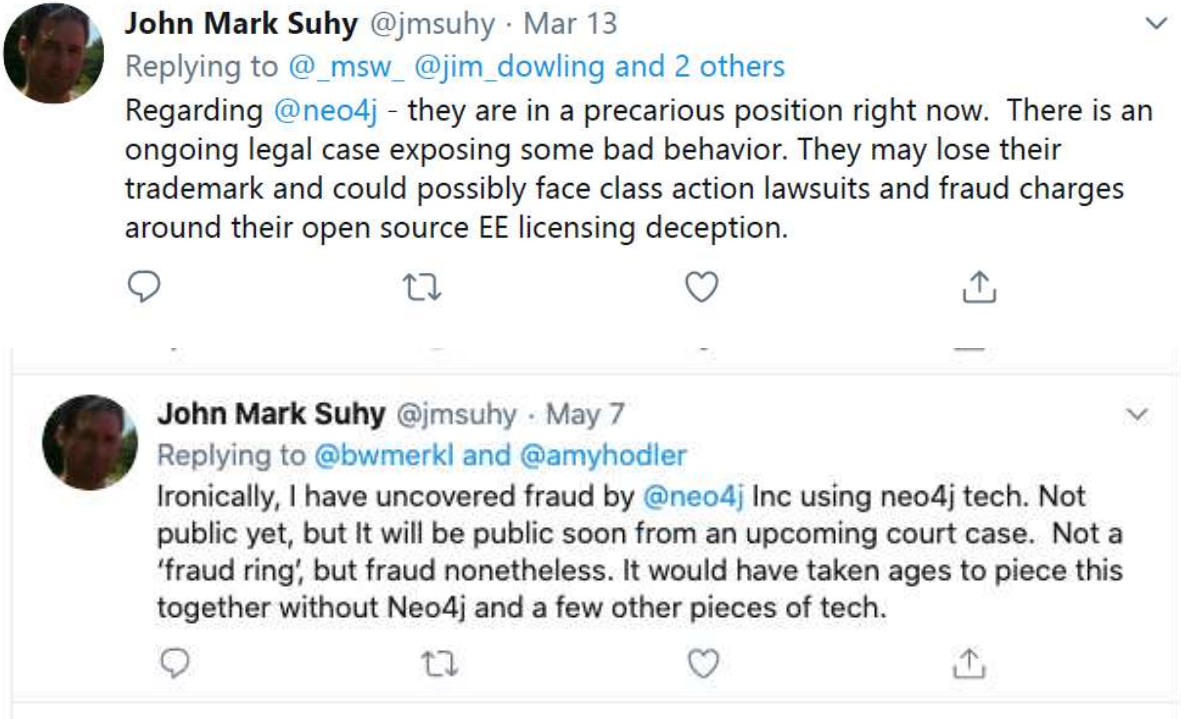 John Mark Suhy @jmsuhy · Mar 13
Replying to @_msw_ @jim_dowling and 2 others
Regarding @neo4j - they are in a precarious position right now.  There is an
ongoing legal case exposing some bad behavior. They may lose their
trademark and could possibly face class action lawsuits and fraud charges
around their open source EE licensing deception.
John Mark Suhy @jmsuhy · May 7
Replying to @bwmerkl and @amyhodler
Ironically, I have uncovered fraud by @neo4j Inc using neo4j tech. Not
public yet, but It will be public soon from an upcoming court case.  Not a
‘fraud ring’, but fraud nonetheless. It would have taken ages to piece this
together without Neo4j and a few other pieces of tech.